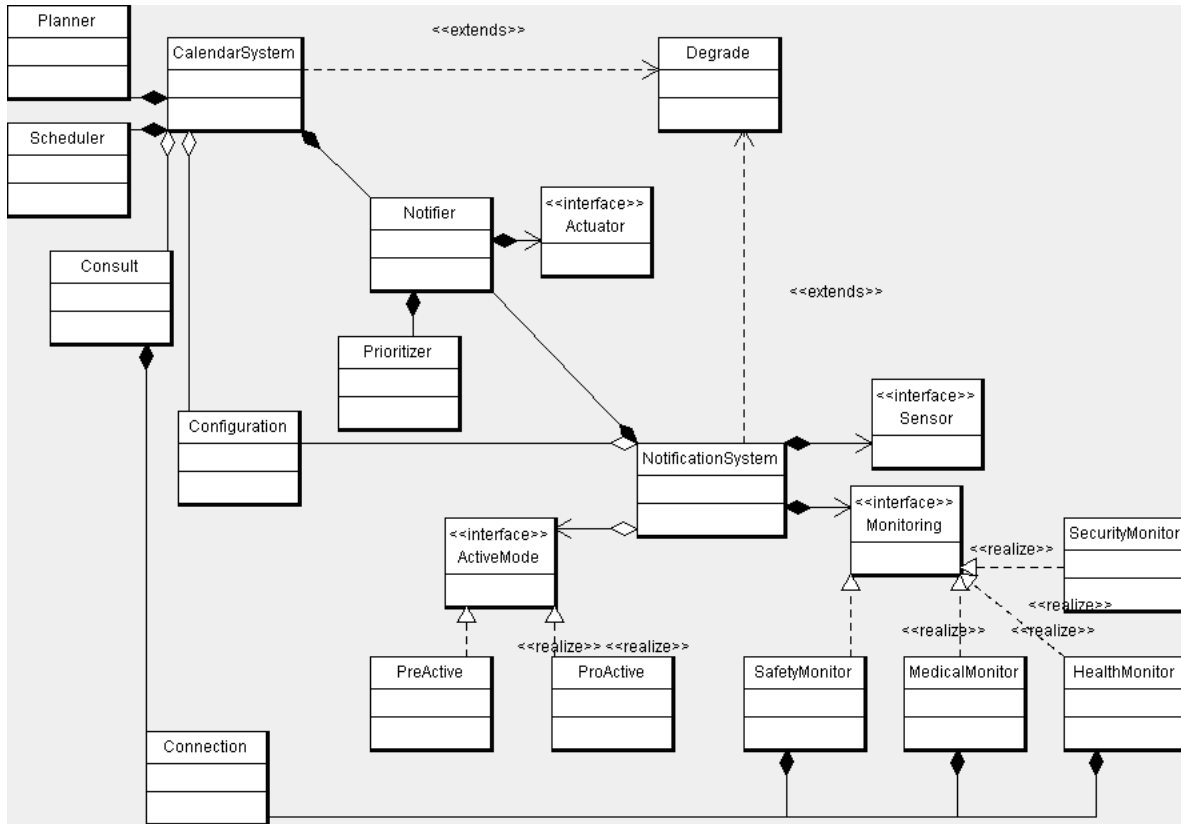 Planner
CalendarSystem
<<extends>>
Degrade
Scheduler
Notifier
<<interface>>
Actuator
Consult
<<extends>>
Prioritizer
<<interface>>
Sensor
Configuration
NotificationSystem
<<interface>>
Monitoring
<<interface>>
ActiveMode
SecurityMonitor
<<realize>>
<<realize>>
<<realize>>
<<realize>>
<<realize>>
<<realize>>
PreActive
ProActive
SafetyMonitor
MedicalMonitor
HealthMonitor
Connection